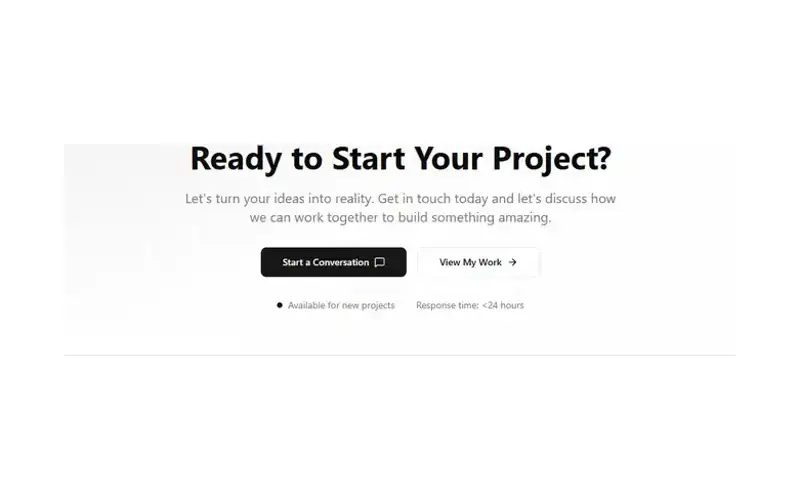 Ready to Start Your Project?
Let's turn your ideas into reality. Get in touch today and let's discuss how
we can work together to build something amazing.
Start a Conversation
View My Work
Available for new projects
Response time: <24 hours